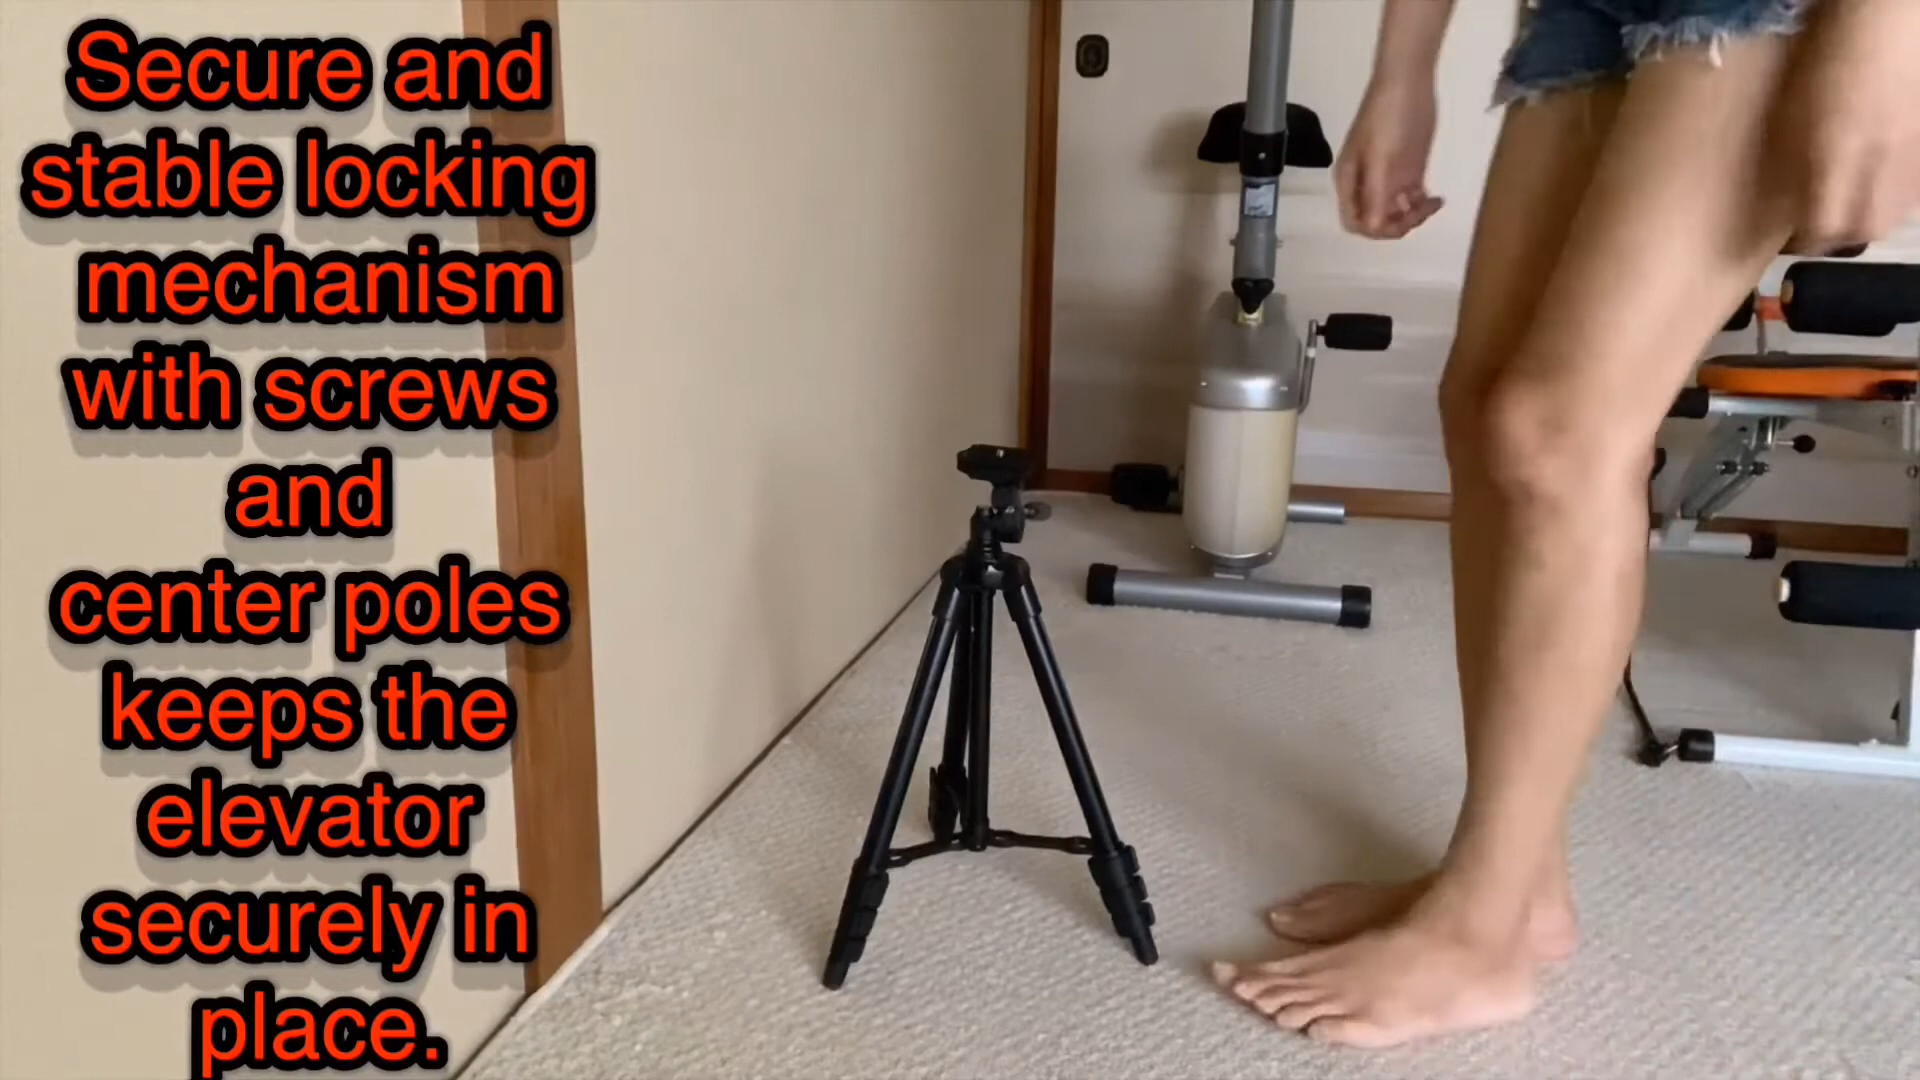 Secure and
stable locking
mechanism
with screws
and
center poles
keeps the
elevator
securely in
place.